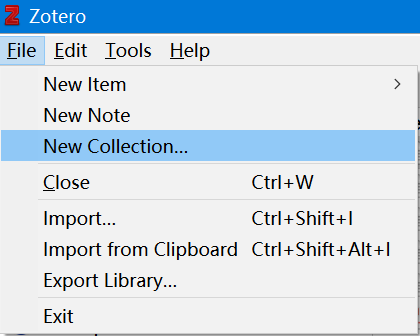 Zotero
File Edit Tools Help
New Item
New Note
New Collection...
Close Ctrl+W
Import... Ctrl+Shift+I
Import from Clipboard Ctrl+Shift+Alt+I
Export Library...
Exit